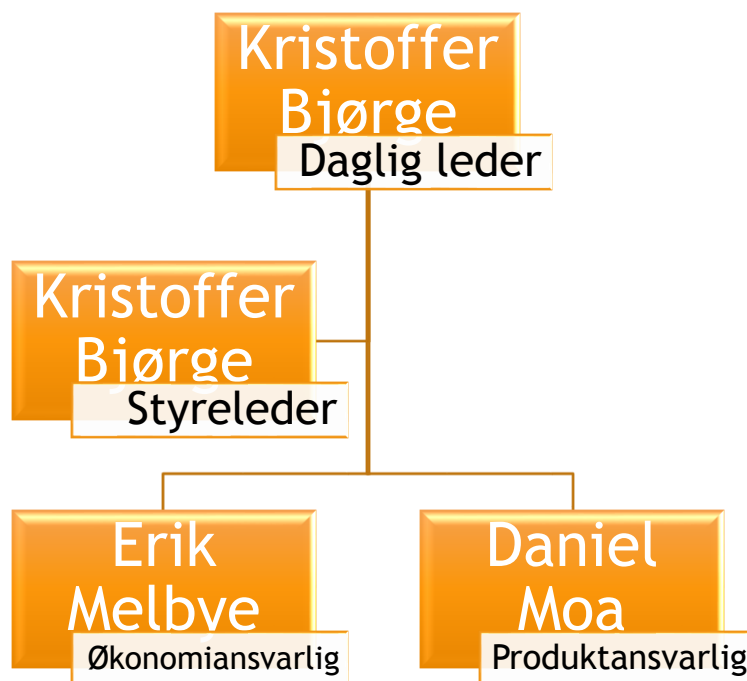 Kristoffer
Bjørge
Daglig leder
Kristoffer
Bjørge
Styreleder
Erik
Melbye
Økonomiansvarlig
Daniel
Moa
Produktansvarlig